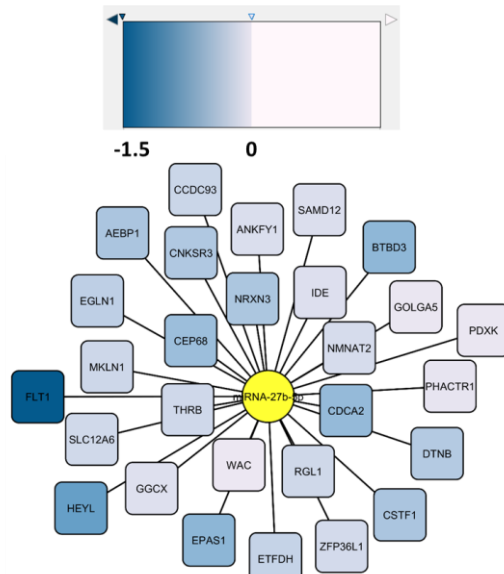 -1.5 0
CCDC93
SAMD12
AEBP1
CNKSR3
ANKFY1
BTBD3
EGLN1
NRXN3
IDE
GOLGA5
CEP68
NMNAT2
PDXK
MKLN1
PHACTR1
FLT1
THRB
miRNA-27b-3p
CDCA2
SLC12A6
DTNB
WAC
RGL1
GGCX
HEYL
CSTF1
EPAS1
ETFDH
ZFP36L1